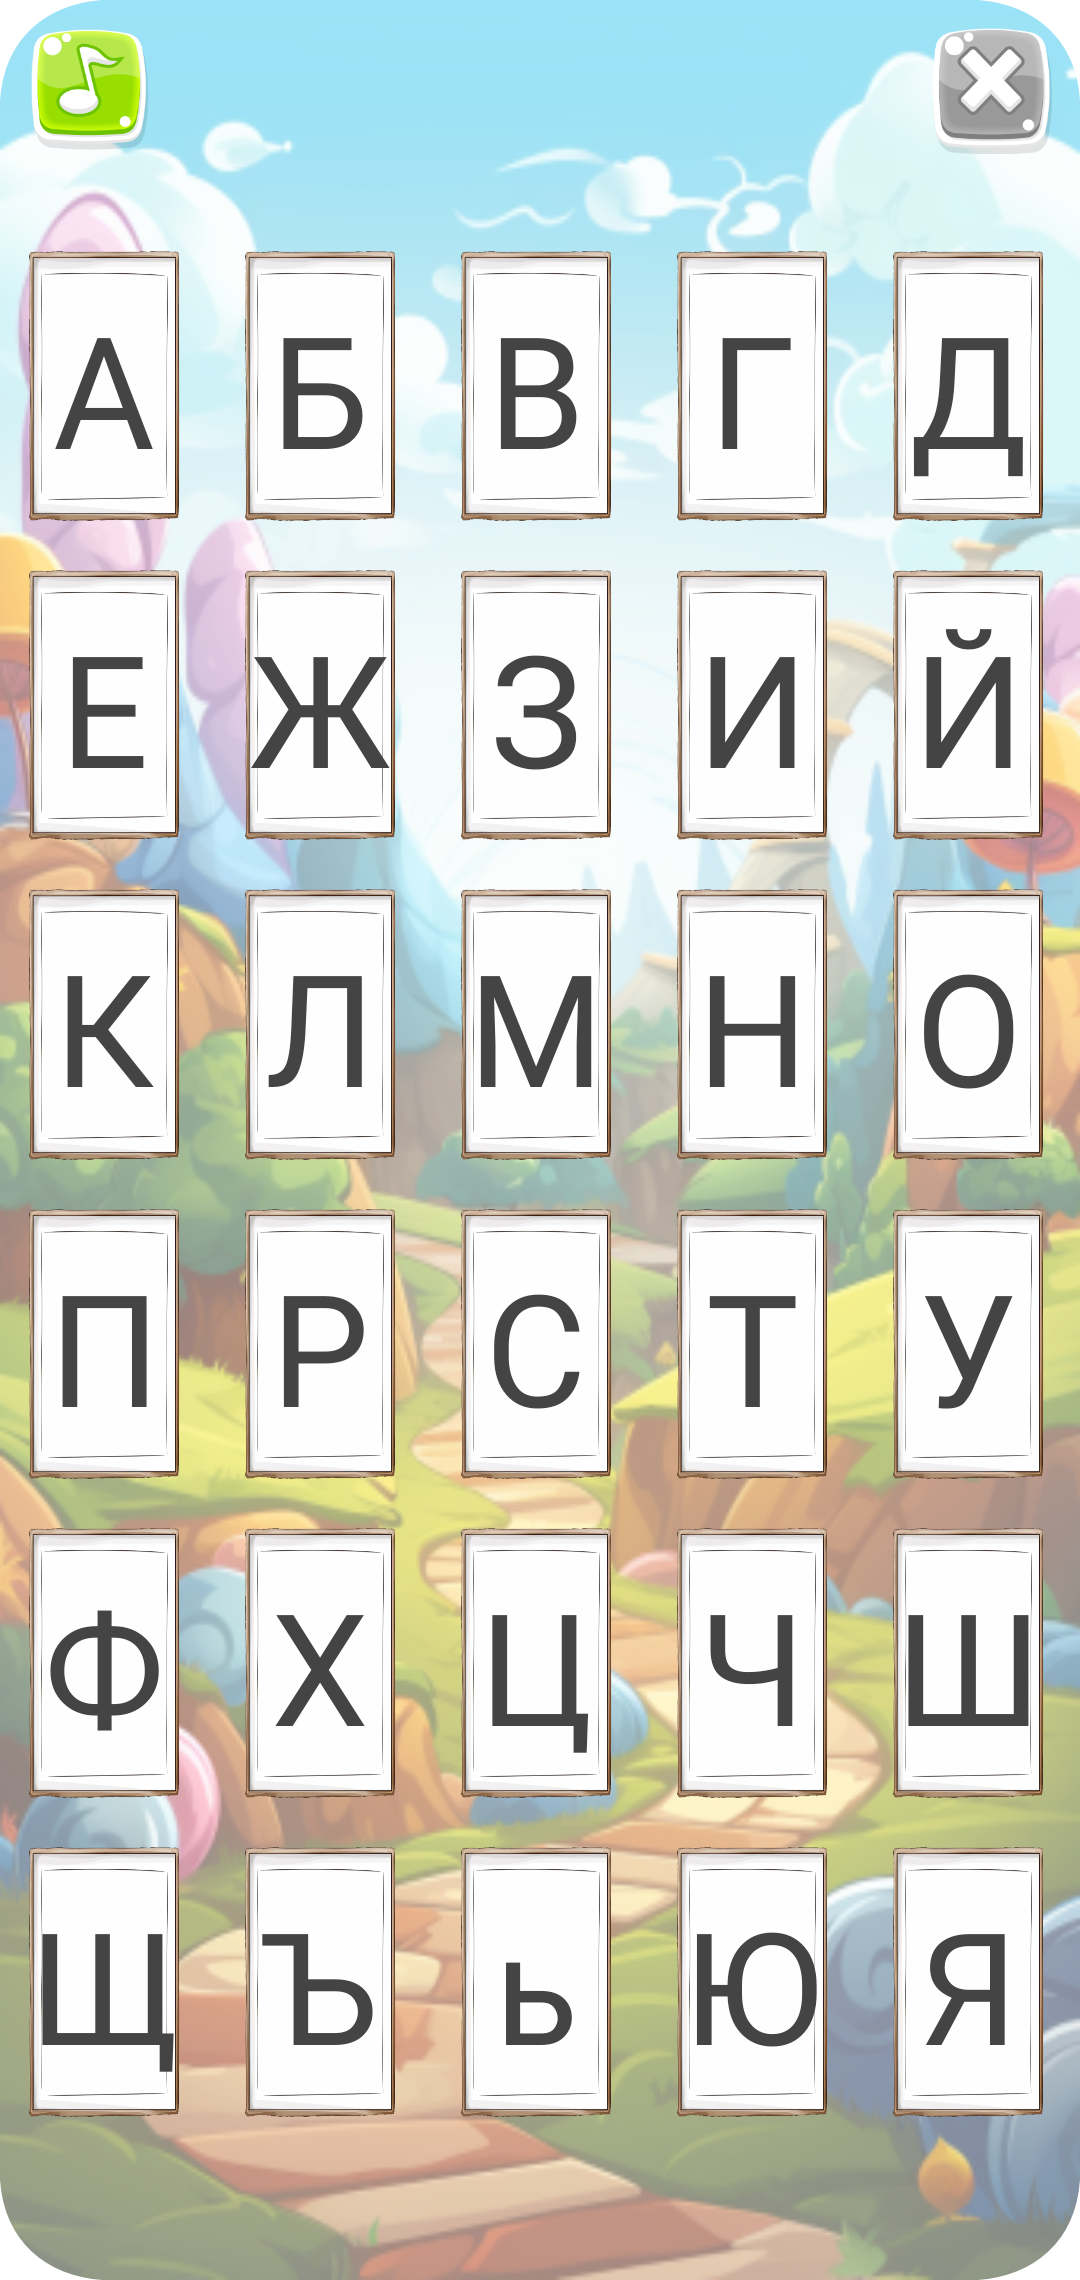 А Б В Г Д
Е Ж З И Й
К Л М Н О
П Р С Т У
Ф Х Ц Ч Ш
Щ Ъ ь Ю Я